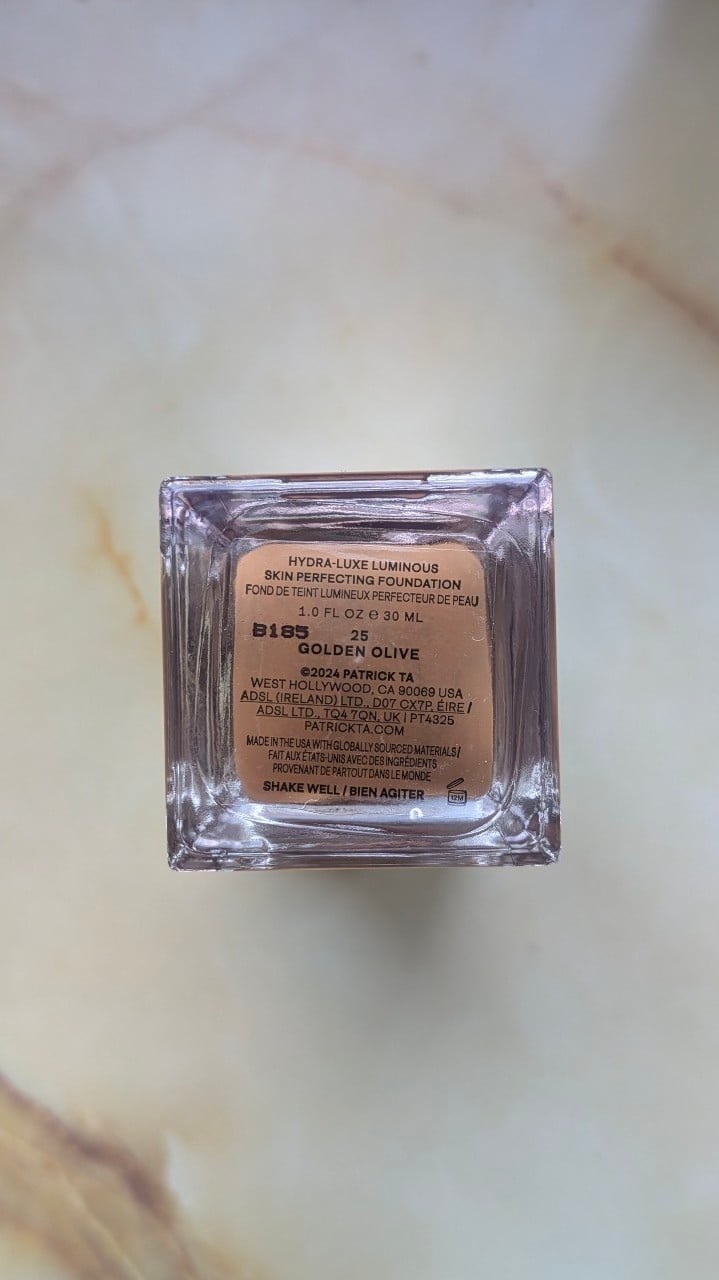 HYDRA-LUXE LUMINOUS
SKIN PERFECTING FOUNDATION
FOND DE TEINT LUMINEUX PERFECTEUR DE PEAU
1.0 FL OZ ℮ 30 ML
B185 25
GOLDEN OLIVE
©2024 PATRICK TA
WEST HOLLYWOOD, CA 90069 USA
ADSL (IRELAND) LTD., D07 CX7P, ÉIRE /
ADSL LTD., TQ4 7QN, UK | PT4325
PATRICKTA.COM
MADE IN THE USA WITH GLOBALLY SOURCED MATERIALS /
FAIT AUX ÉTATS-UNIS AVEC DES INGRÉDIENTS
PROVENANT DE PARTOUT DANS LE MONDE
SHAKE WELL / BIEN AGITER
12M